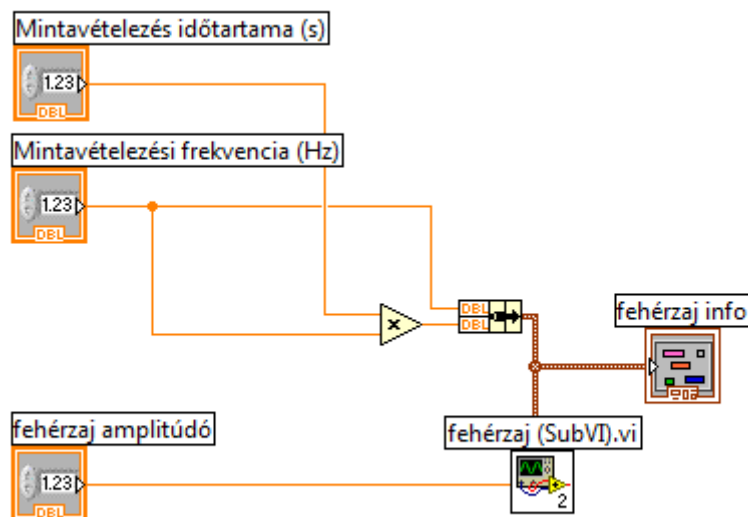 Mintavételezés időtartama (s)
1.23
DBL
Mintavételezési frekvencia (Hz)
1.23
DBL
x
DBL
DBL
fehérzaj info
fehérzaj amplitúdó
fehérzaj (SubVI).vi
1.23
DBL
2